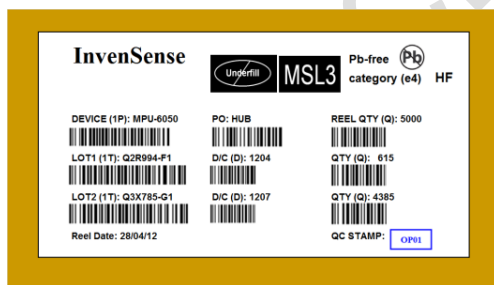 InvenSense
Underfill MSL3 Pb-free category (e4) Pb HF
DEVICE (1P): MPU-6050 PO: HUB REEL QTY (Q): 5000
LOT1 (1T): Q2R994-F1 D/C (D): 1204 QTY (Q): 615
LOT2 (1T): Q3X785-G1 D/C (D): 1207 QTY (Q): 4385
Reel Date: 28/04/12 QC STAMP: OP01